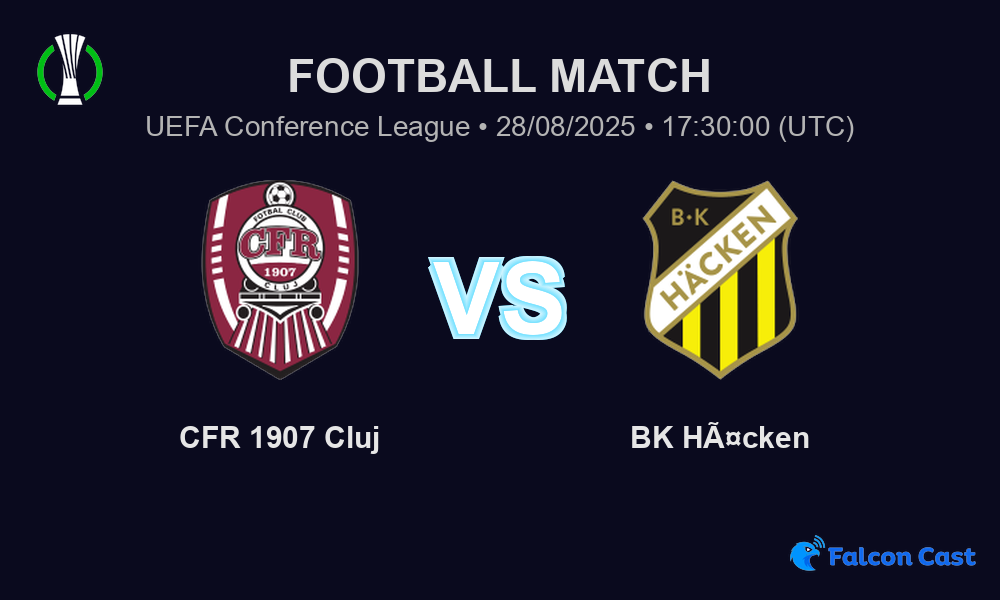 FOOTBALL MATCH
UEFA Conference League • 28/08/2025 • 17:30:00 (UTC)
FOTBAL CLUB
CFR
1907
CLUJ
B·K
HÄCKEN
VS
CFR 1907 Cluj
BK HÃ¤cken
Falcon Cast